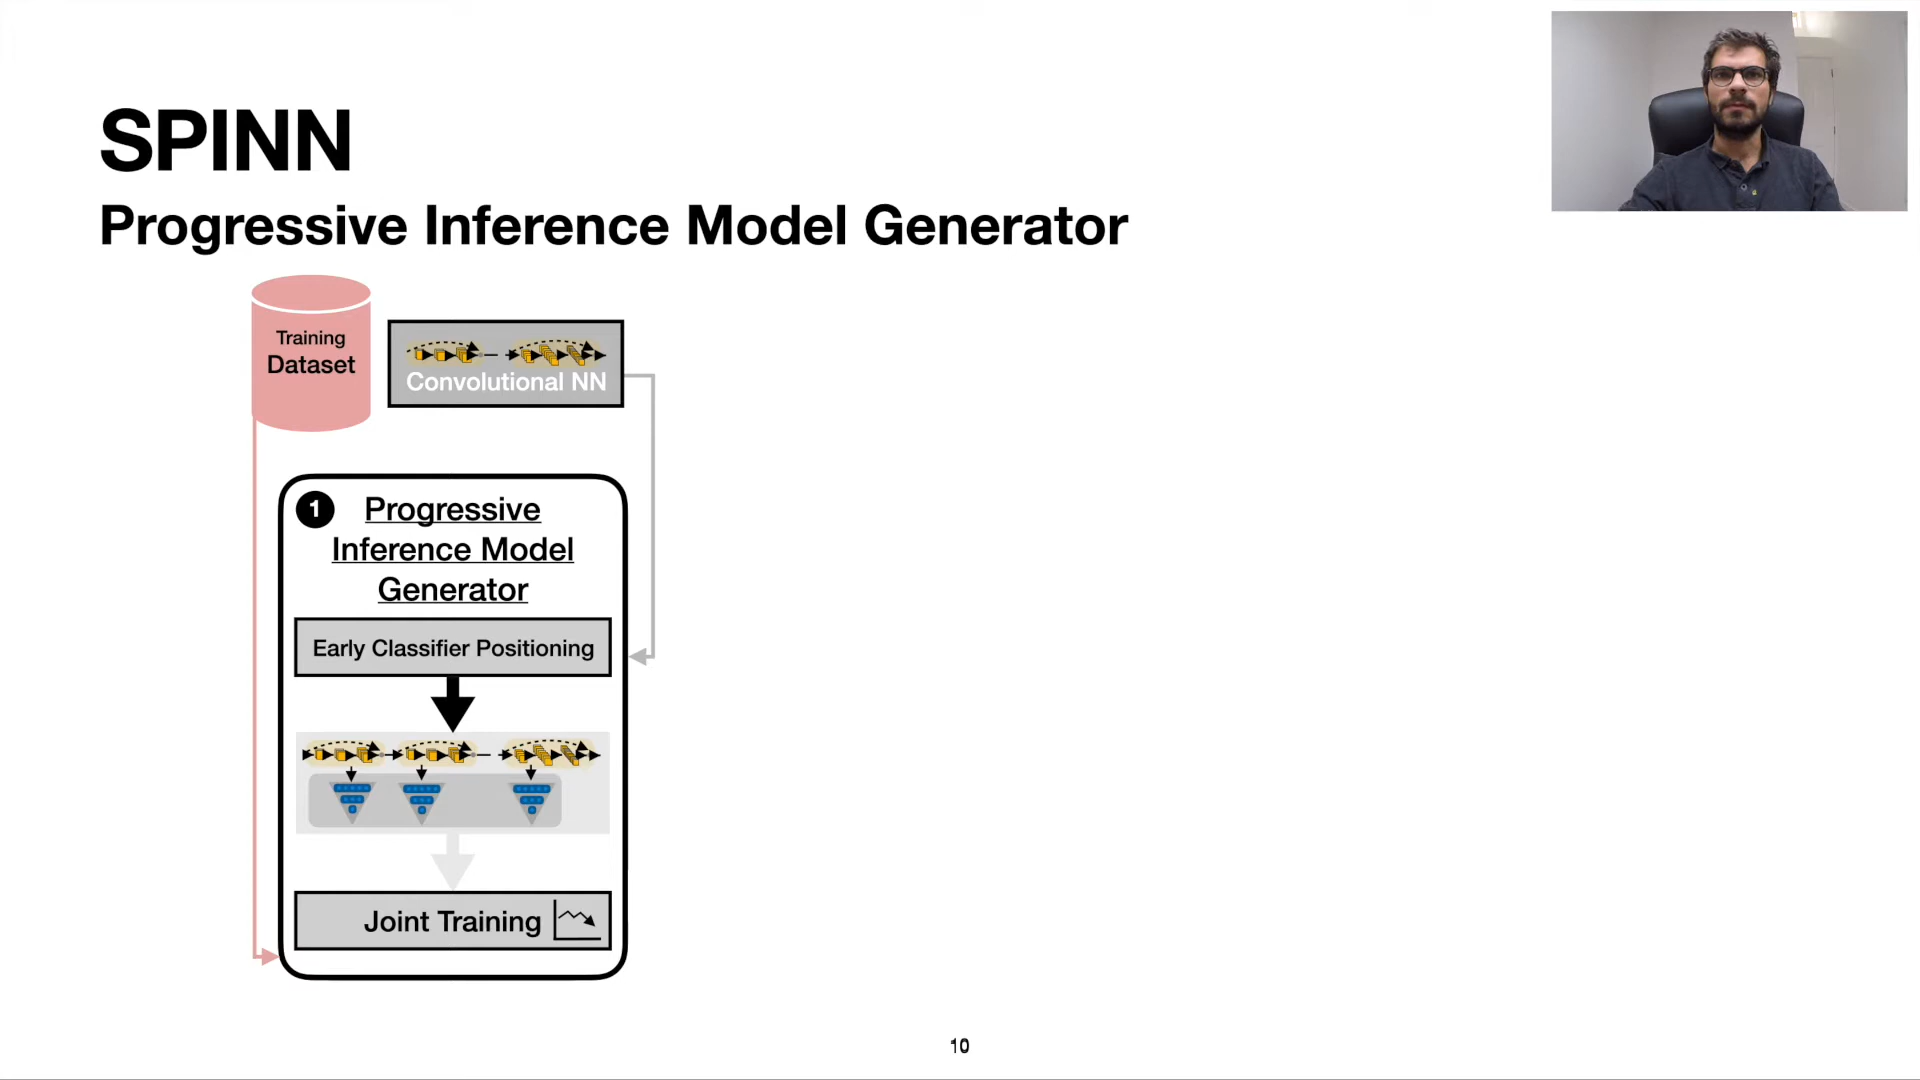 SPINN
Progressive Inference Model Generator
Training
Dataset
Convolutional NN
1
Progressive
Inference Model
Generator
Early Classifier Positioning
Joint Training
10